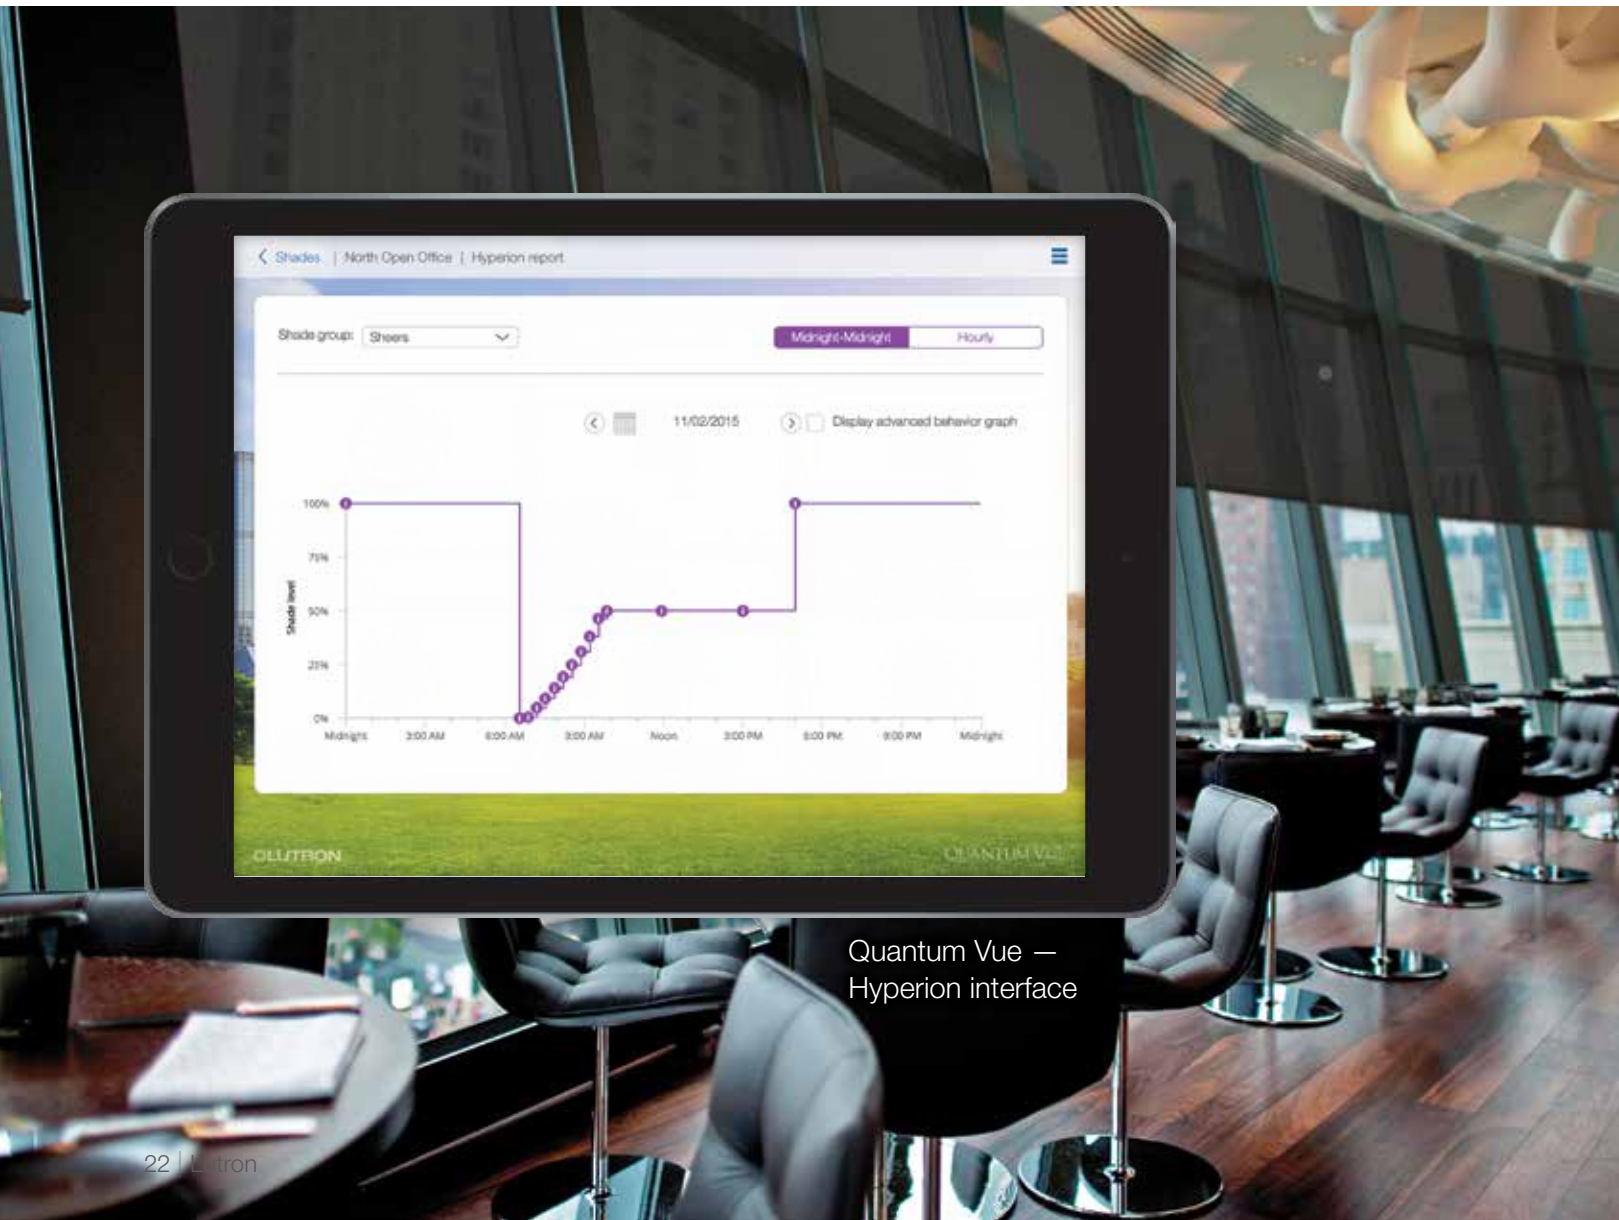 Shades | North Open Office | Hyperion report
Shade group: Sheers
Midnight-Midnight Hourly
11/02/2015 Display advanced behavior graph
100%
75%
Shade level
50%
25%
0%
Midnight 3:00 AM 6:00 AM 3:00 AM Noon 3:00 PM 6:00 PM 9:00 PM Midnight
LUTRON QUANTUM VUE
Quantum Vue —
Hyperion interface
22 | Lutron